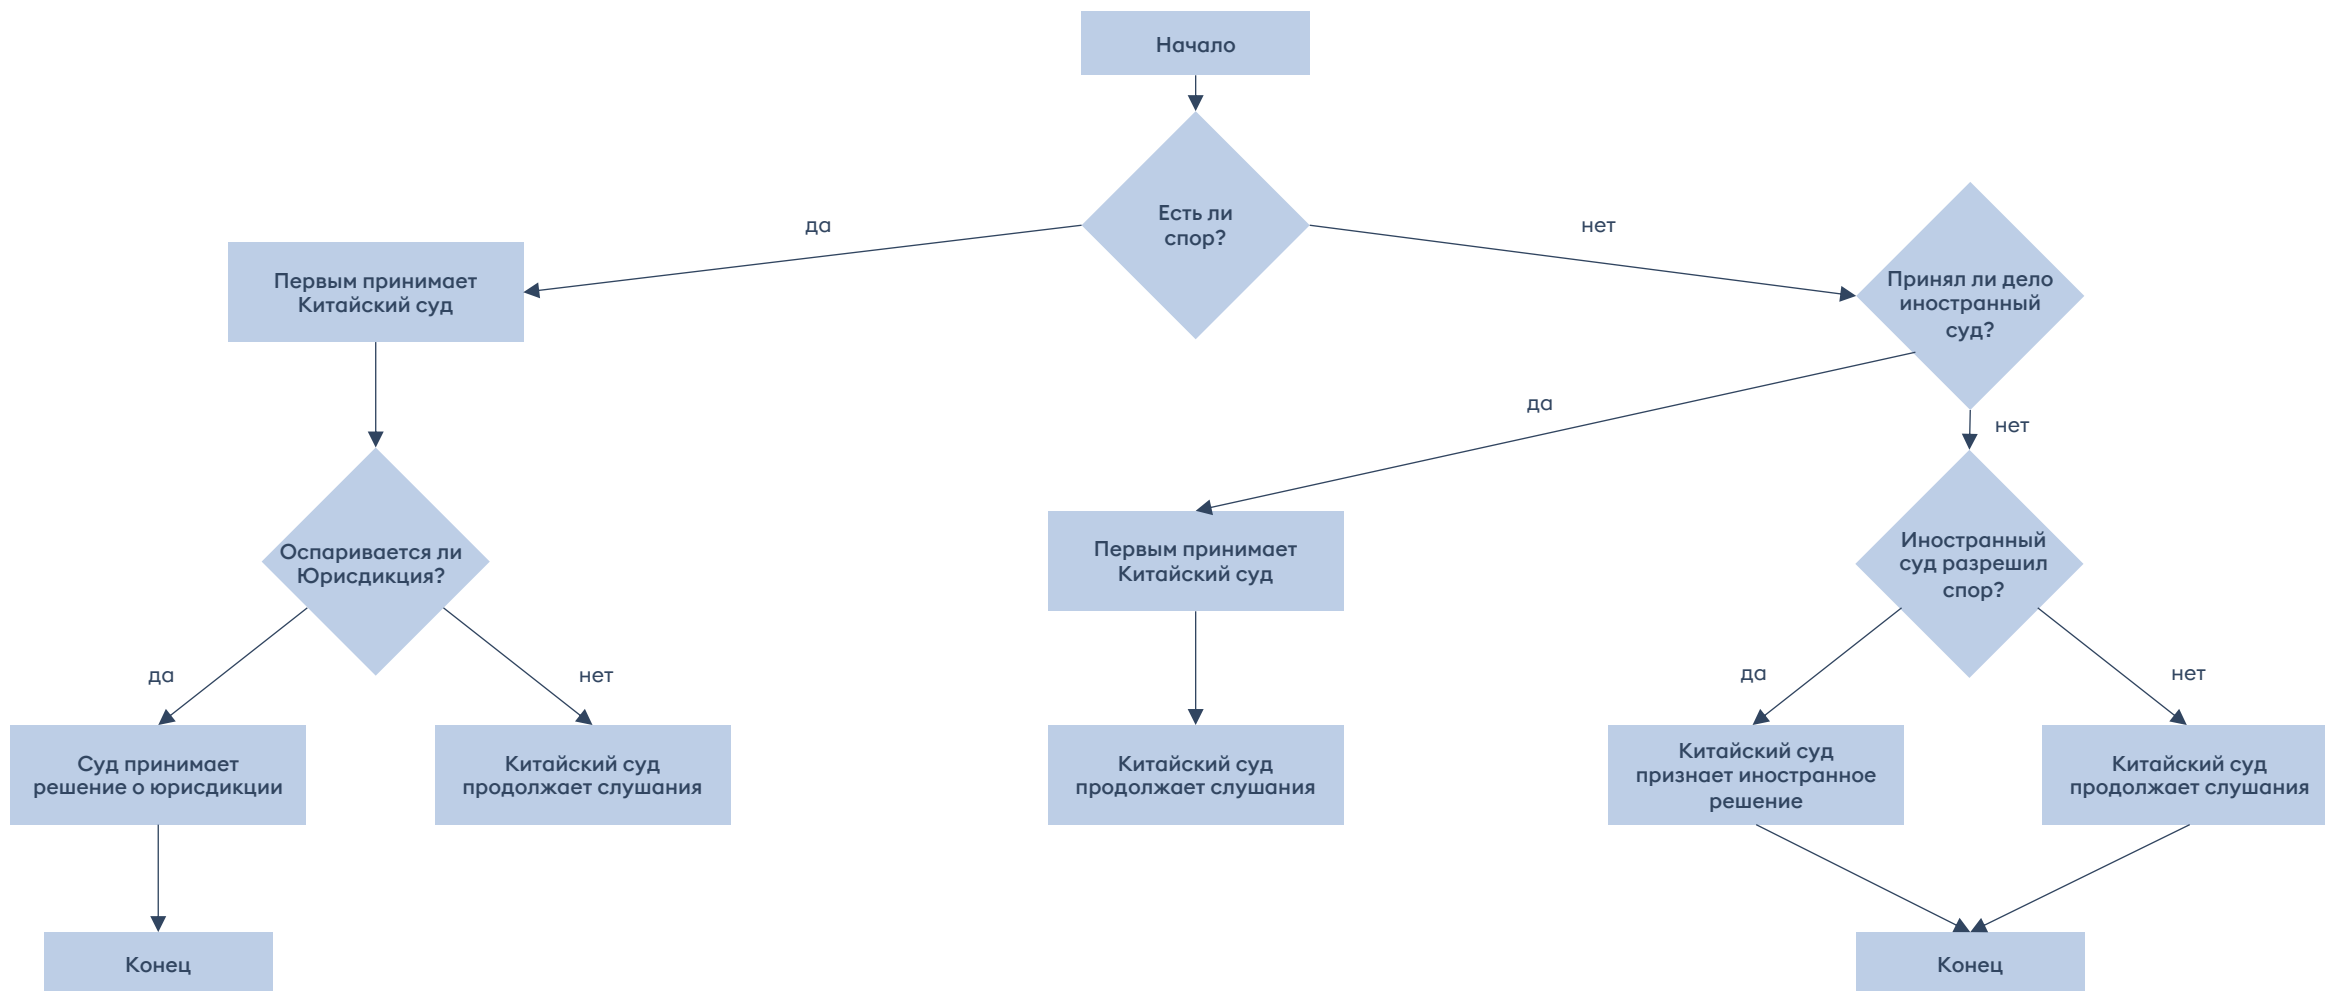 Начало
Есть ли
спор?
да
нет
Первым принимает
Китайский суд
Принял ли дело
иностранный
суд?
да
нет
Оспаривается ли
Юрисдикция?
Первым принимает
Китайский суд
Иностранный
суд разрешил
спор?
да
нет
да
нет
Суд принимает
решение о юрисдикции
Китайский суд
продолжает слушания
Китайский суд
продолжает слушания
Китайский суд
признает иностранное
решение
Китайский суд
продолжает слушания
Конец
Конец